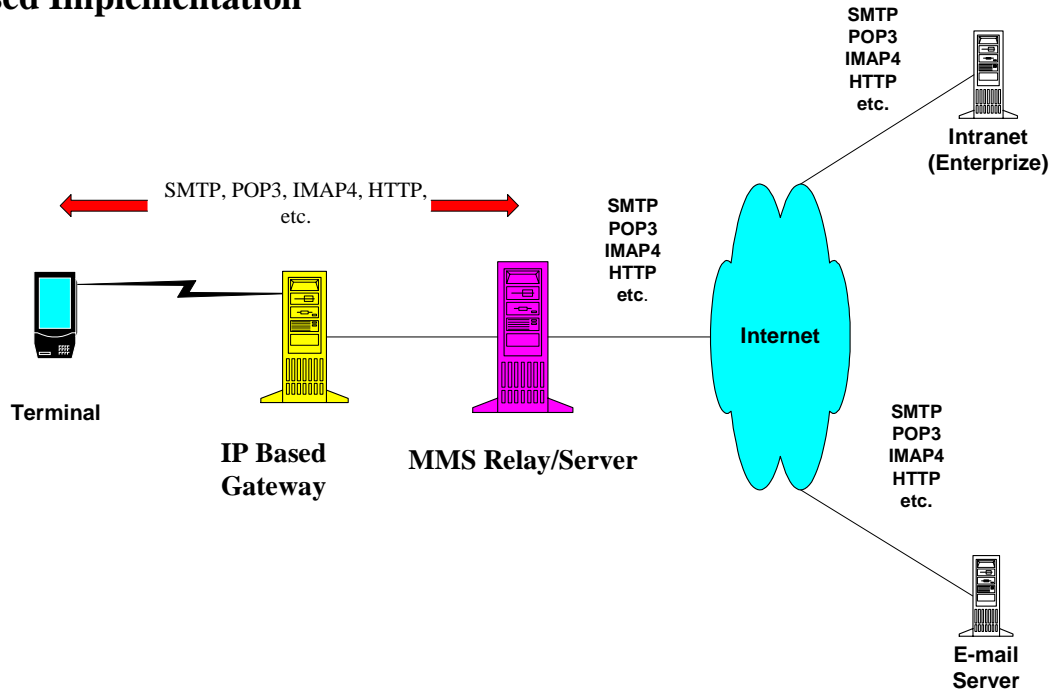 Implementation
SMTP
POP3
IMAP4
HTTP
etc.
Intranet
(Enterprize)
SMTP, POP3, IMAP4, HTTP,
etc.
SMTP
POP3
IMAP4
HTTP
etc.
Internet
Terminal
IP Based
Gateway
MMS Relay/Server
SMTP
POP3
IMAP4
HTTP
etc.
E-mail
Server